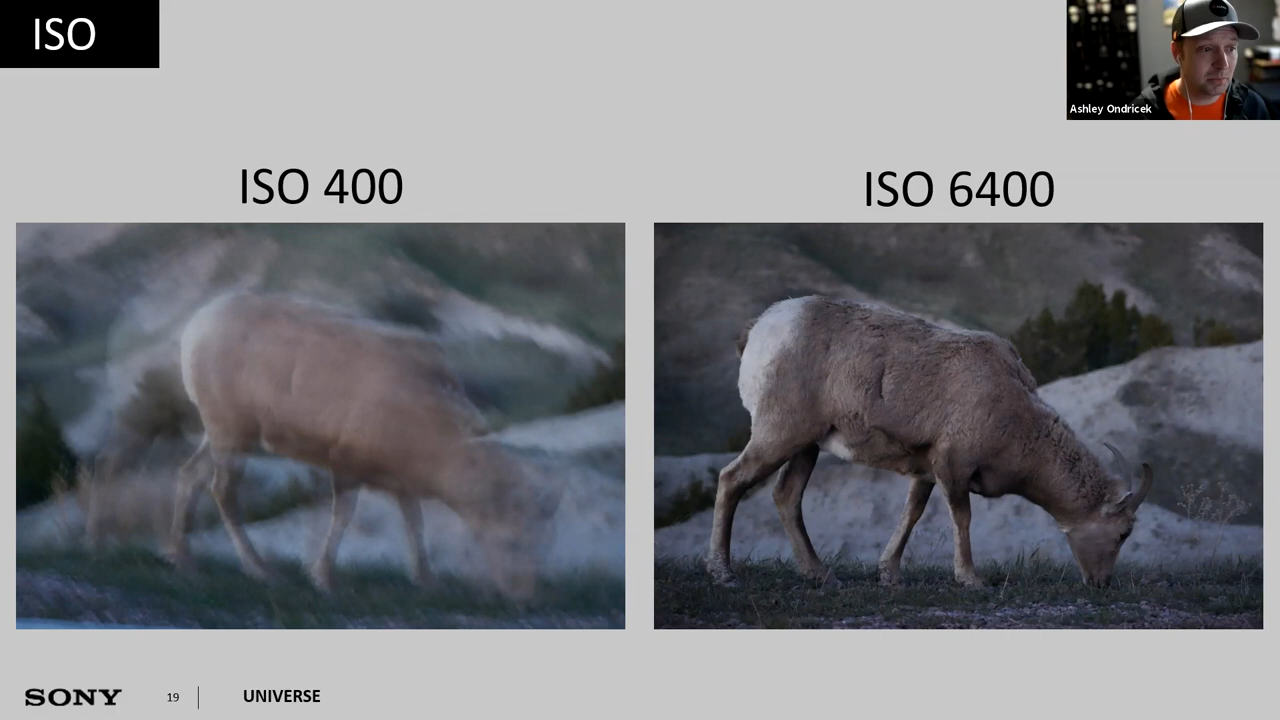 ISO
Ashley Ondricek
ISO 400
ISO 6400
SONY
19
UNIVERSE